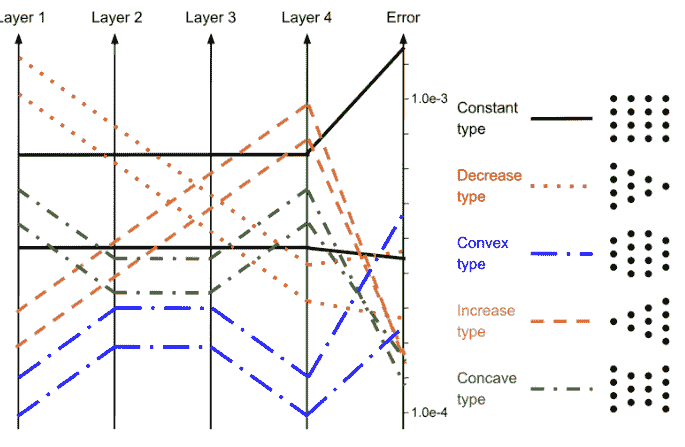 Layer 1 Layer 2 Layer 3 Layer 4 Error
1.0e-3
Constant
type
Decrease
type
Convex
type
Increase
type
Concave
type
1.0e-4